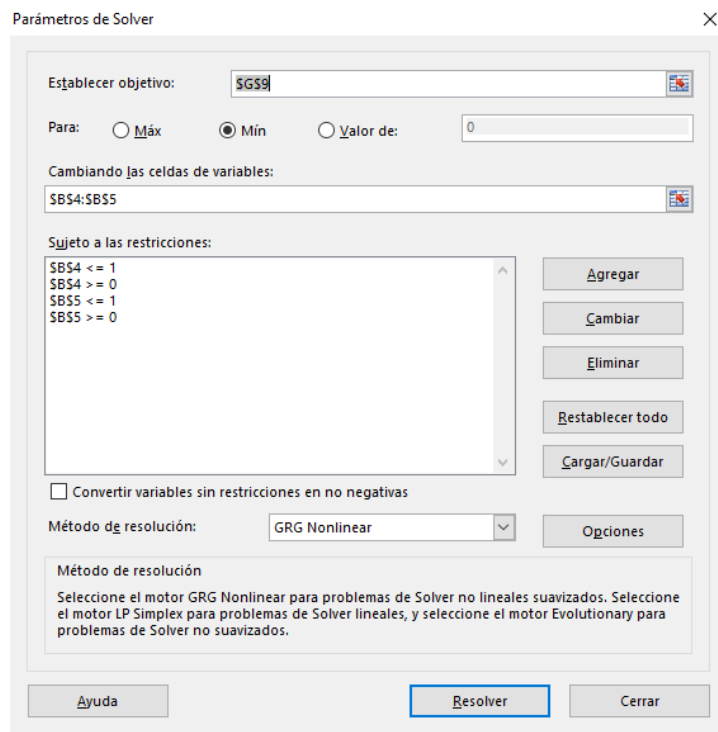 Parámetros de Solver
Establecer objetivo: $G$9
Para: Máx Mín Valor de: 0
Cambiando las celdas de variables:
$B$4:$B$5
Sujeto a las restricciones:
$B$4 <= 1
$B$4 >= 0
$B$5 <= 1
$B$5 >= 0
Agregar
Cambiar
Eliminar
Restablecer todo
Cargar/Guardar
Convertir variables sin restricciones en no negativas
Método de resolución: GRG Nonlinear Opciones
Método de resolución
Seleccione el motor GRG Nonlinear para problemas de Solver no lineales suavizados. Seleccione
el motor LP Simplex para problemas de Solver lineales, y seleccione el motor Evolutionary para
problemas de Solver no suavizados.
Ayuda Resolver Cerrar